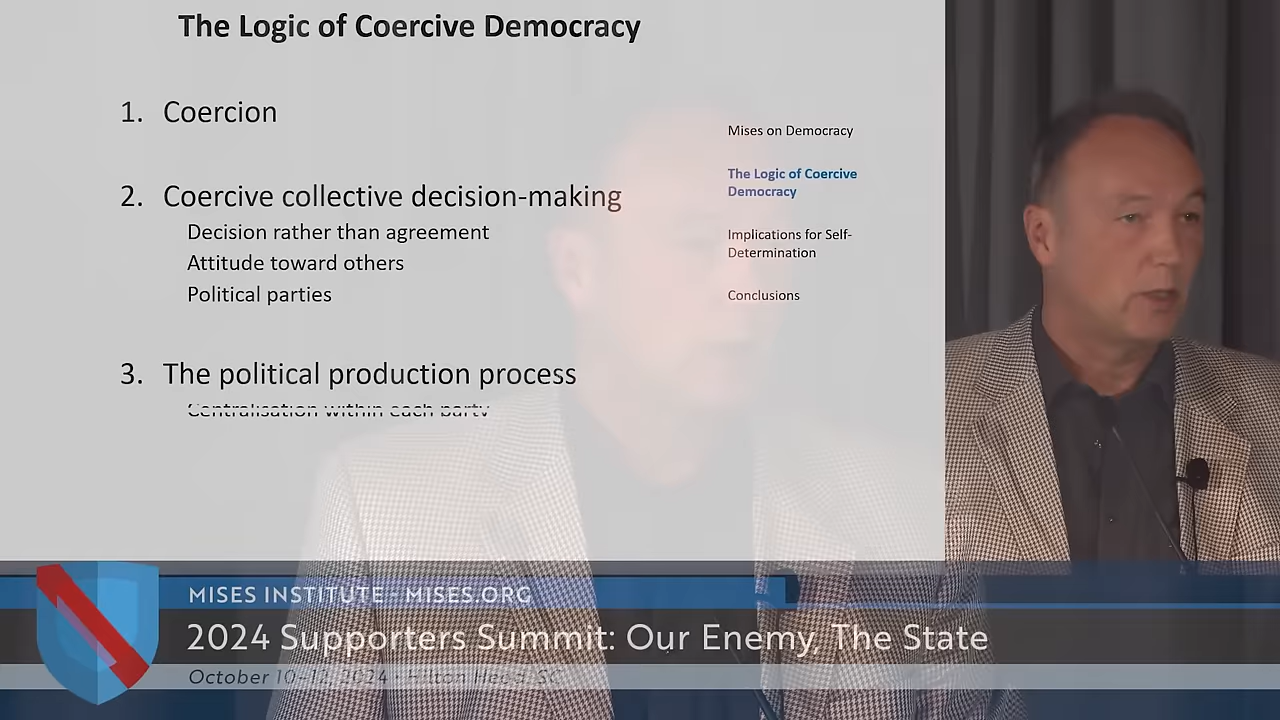 The Logic of Coercive Democracy
1. Coercion
2. Coercive collective decision-making
Decision rather than agreement
Attitude toward others
Political parties
3. The political production process
Centralisation within each party
Mises on Democracy
The Logic of Coercive
Democracy
Implications for Self-
Determination
Conclusions
MISES INSTITUTE · MISES.ORG
2024 Supporters Summit: Our Enemy, The State
October 10–12, 2024 · Hilton Head, SC